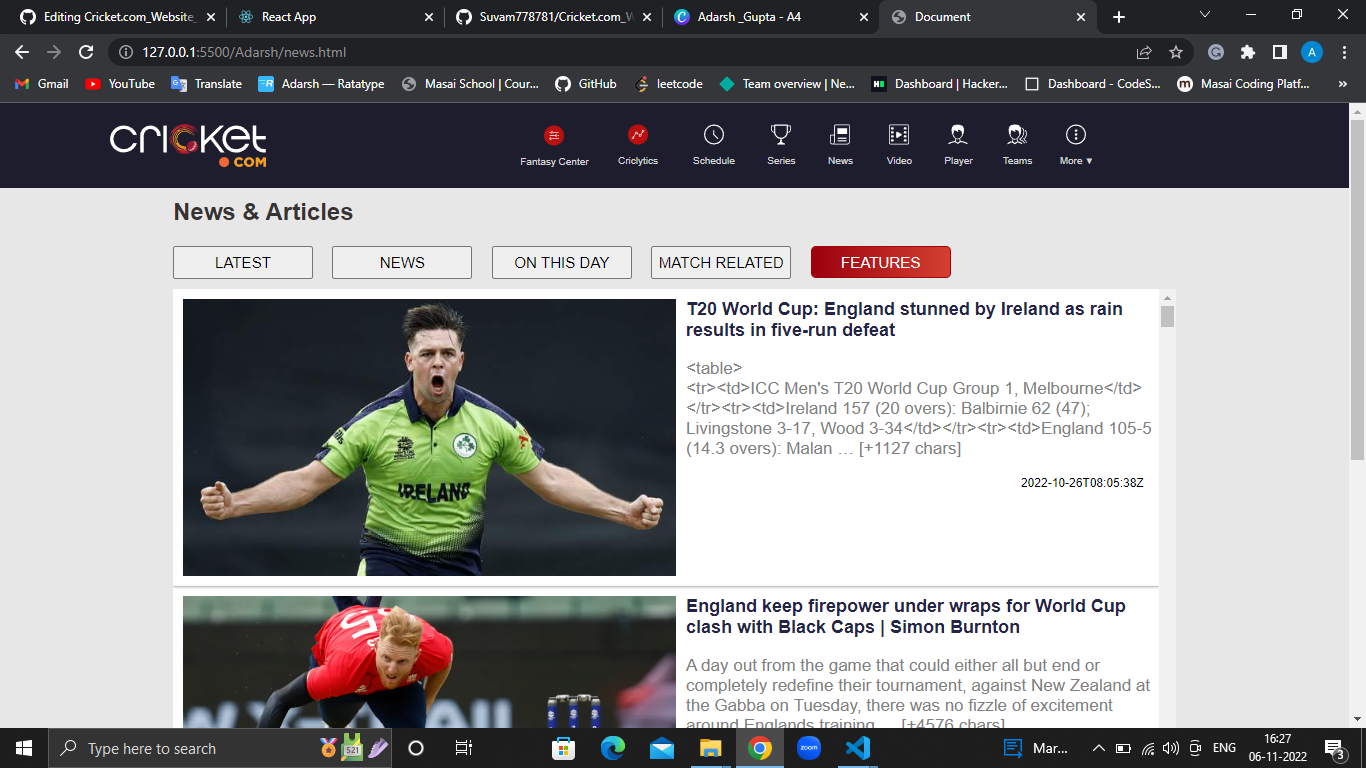 Editing Cricket.com_Website_
React App
Suvam778781/Cricket.com_W
Adarsh _Gupta - A4
Document
127.0.0.1:5500/Adarsh/news.html
A
Gmail
YouTube
Translate
Adarsh — Ratatype
Masai School | Cour...
GitHub
leetcode
Team overview | Ne...
Dashboard | Hacker...
Dashboard - CodeS...
Masai Coding Platf...
»
cricket
.COM
Fantasy Center
Criclytics
Schedule
Series
News
Video
Player
Teams
More ▼
News & Articles
LATEST
NEWS
ON THIS DAY
MATCH RELATED
FEATURES
IRELAND
T20 World Cup: England stunned by Ireland as rain
results in five-run defeat
<table>
<tr><td>ICC Men's T20 World Cup Group 1, Melbourne</td>
</tr><tr><td>Ireland 157 (20 overs): Balbirnie 62 (47);
Livingstone 3-17, Wood 3-34</td></tr><tr><td>England 105-5
(14.3 overs): Malan … [+1127 chars]
2022-10-26T08:05:38Z
England keep firepower under wraps for World Cup
clash with Black Caps | Simon Burnton
A day out from the game that could either all but end or
completely redefine their tournament, against New Zealand at
the Gabba on Tuesday, there was no fizzle of excitement
around Englands training … [+4576 chars]
Type here to search
521
zoom
Mar...
ENG
16:27
06-11-2022
3